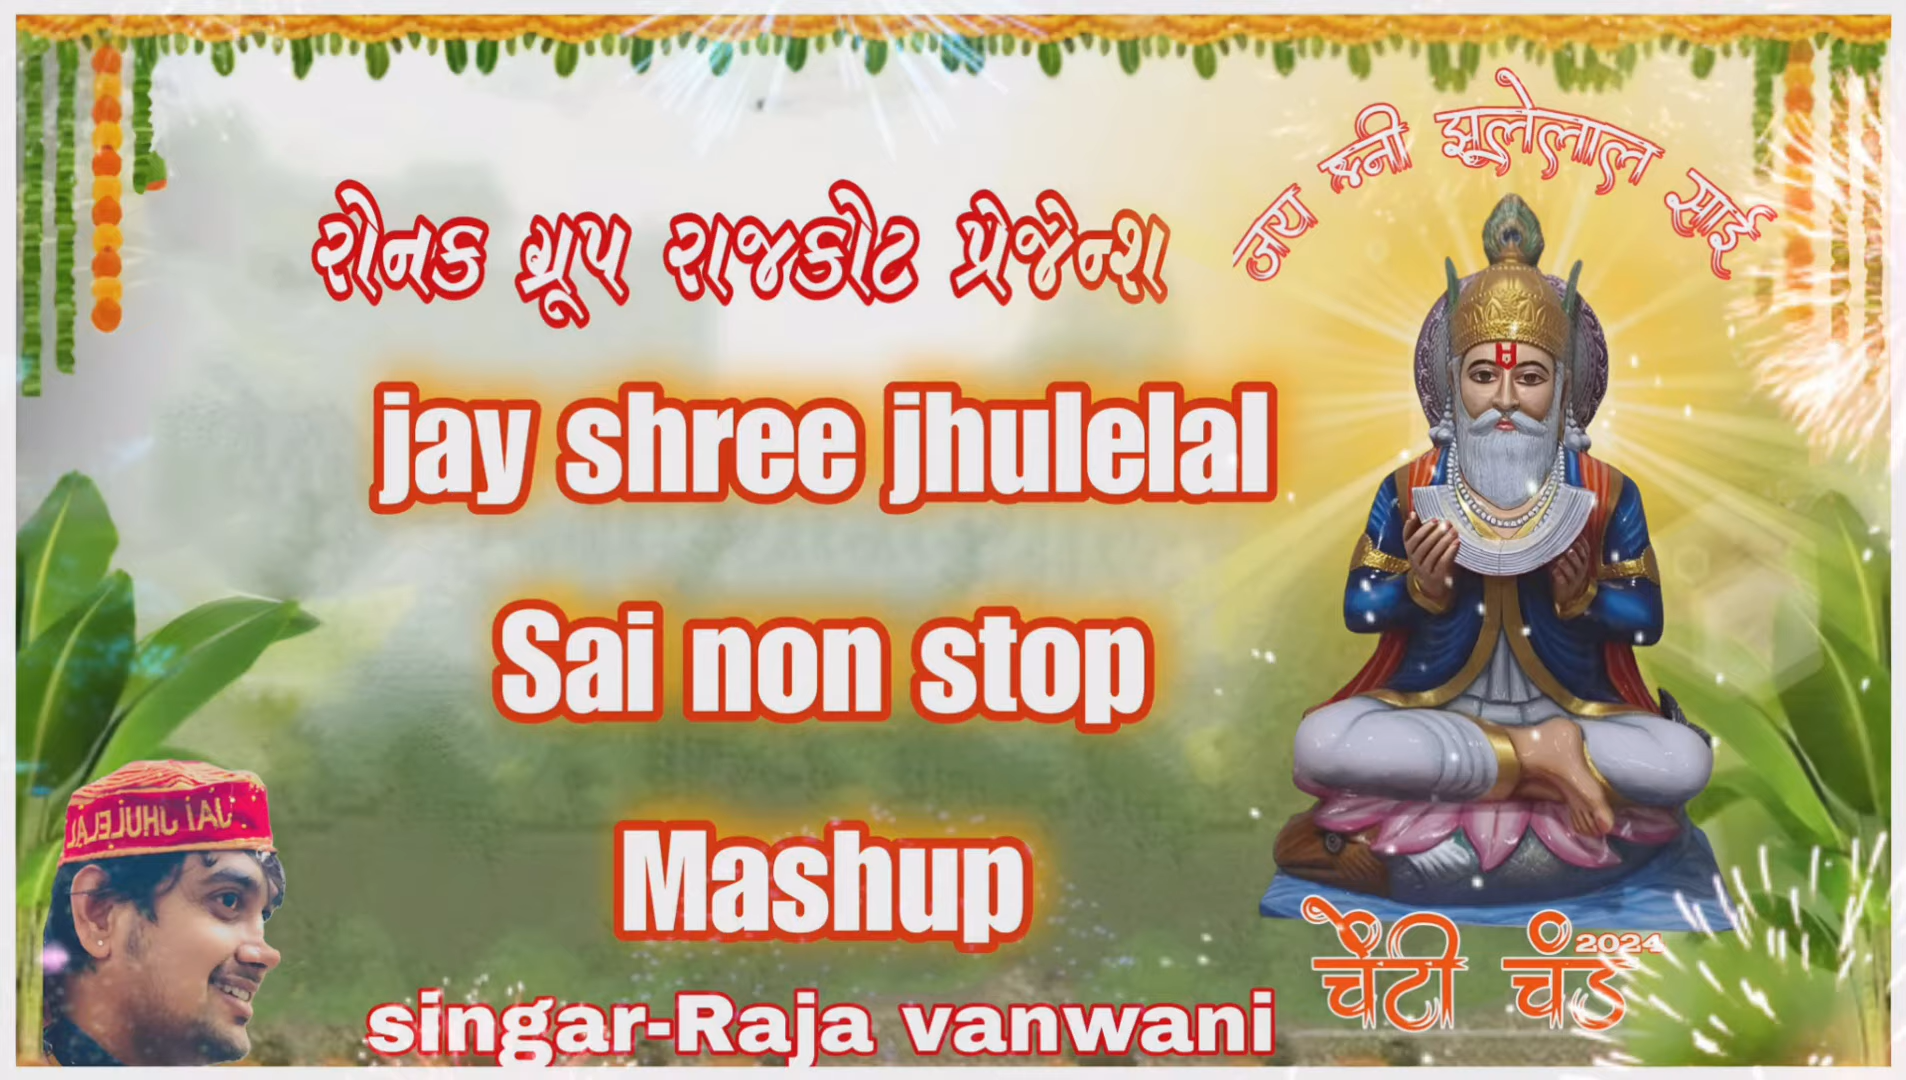 રોનક ગ્રૂપ રાજકોટ પ્રેજેન્શ
जय श्री झूलेलाल साई
jay shree jhulelal
Sai non stop
Mashup
JAI JHULELAL
singar-Raja vanwani
चेटी चंड 2024